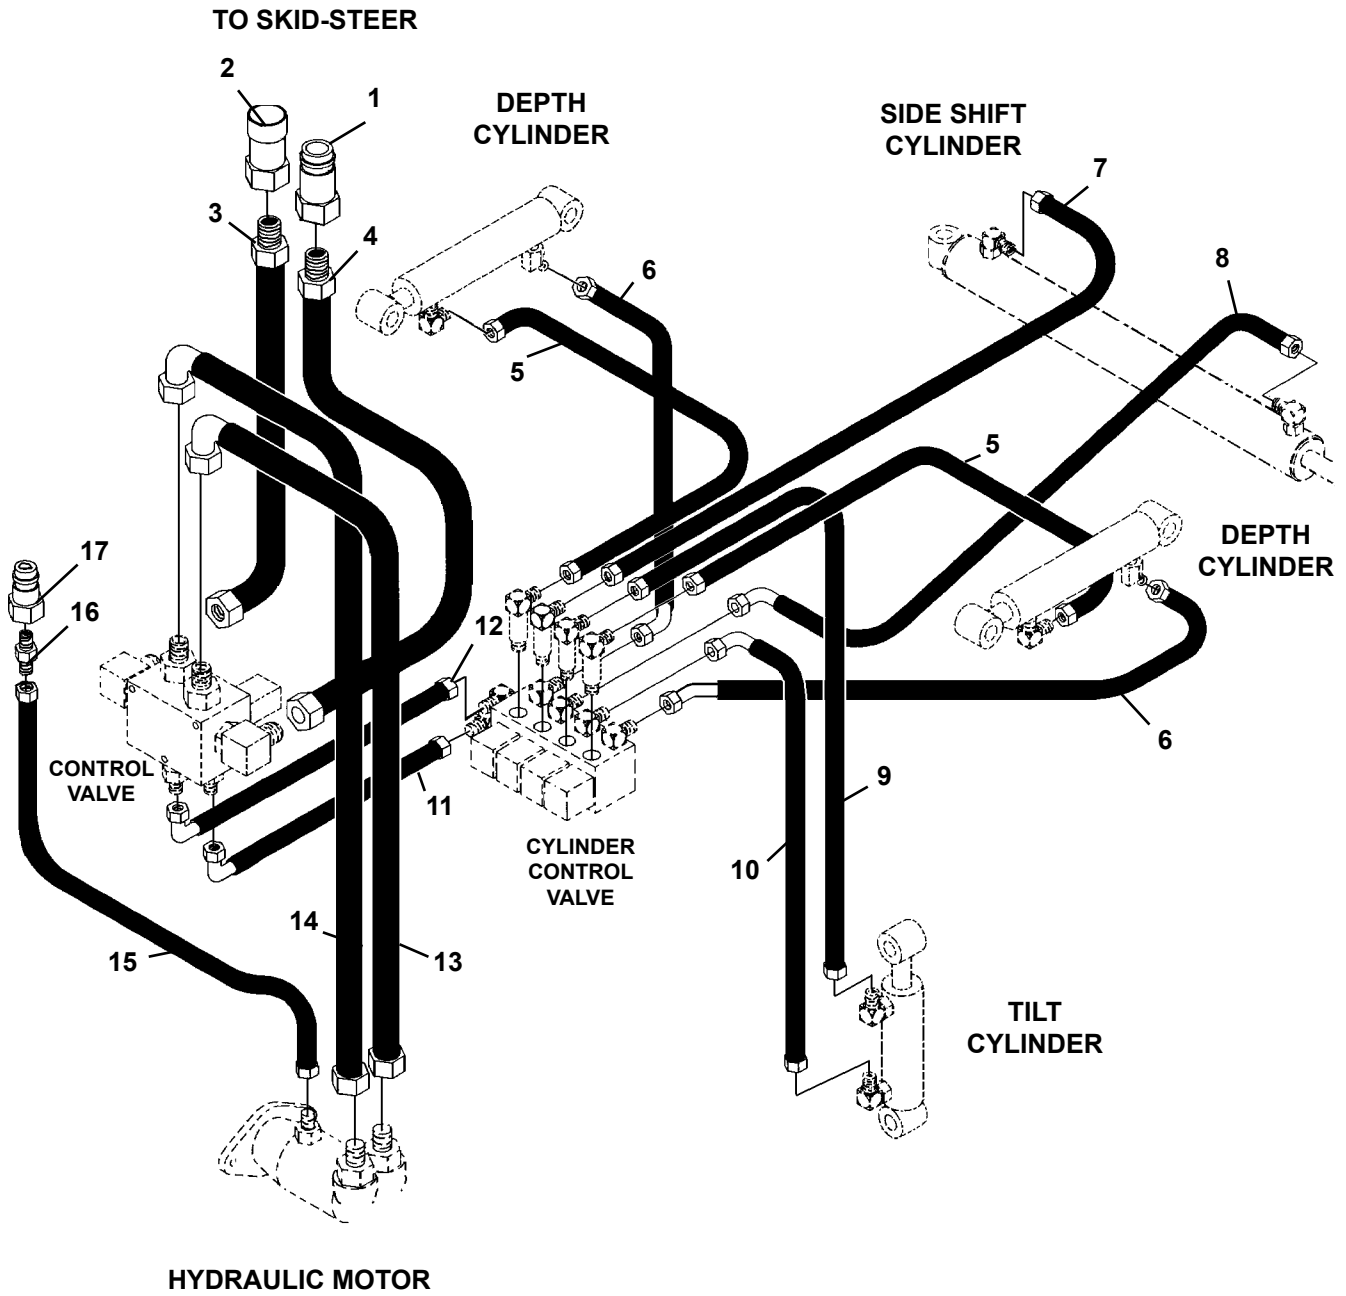 TO SKID-STEER
2
1
DEPTH
CYLINDER
SIDE SHIFT
CYLINDER
7
3
4
6
8
5
5
17
DEPTH
CYLINDER
16
12
CONTROL
VALVE
6
11
9
CYLINDER
CONTROL
VALVE
10
14
15
13
TILT
CYLINDER
HYDRAULIC MOTOR